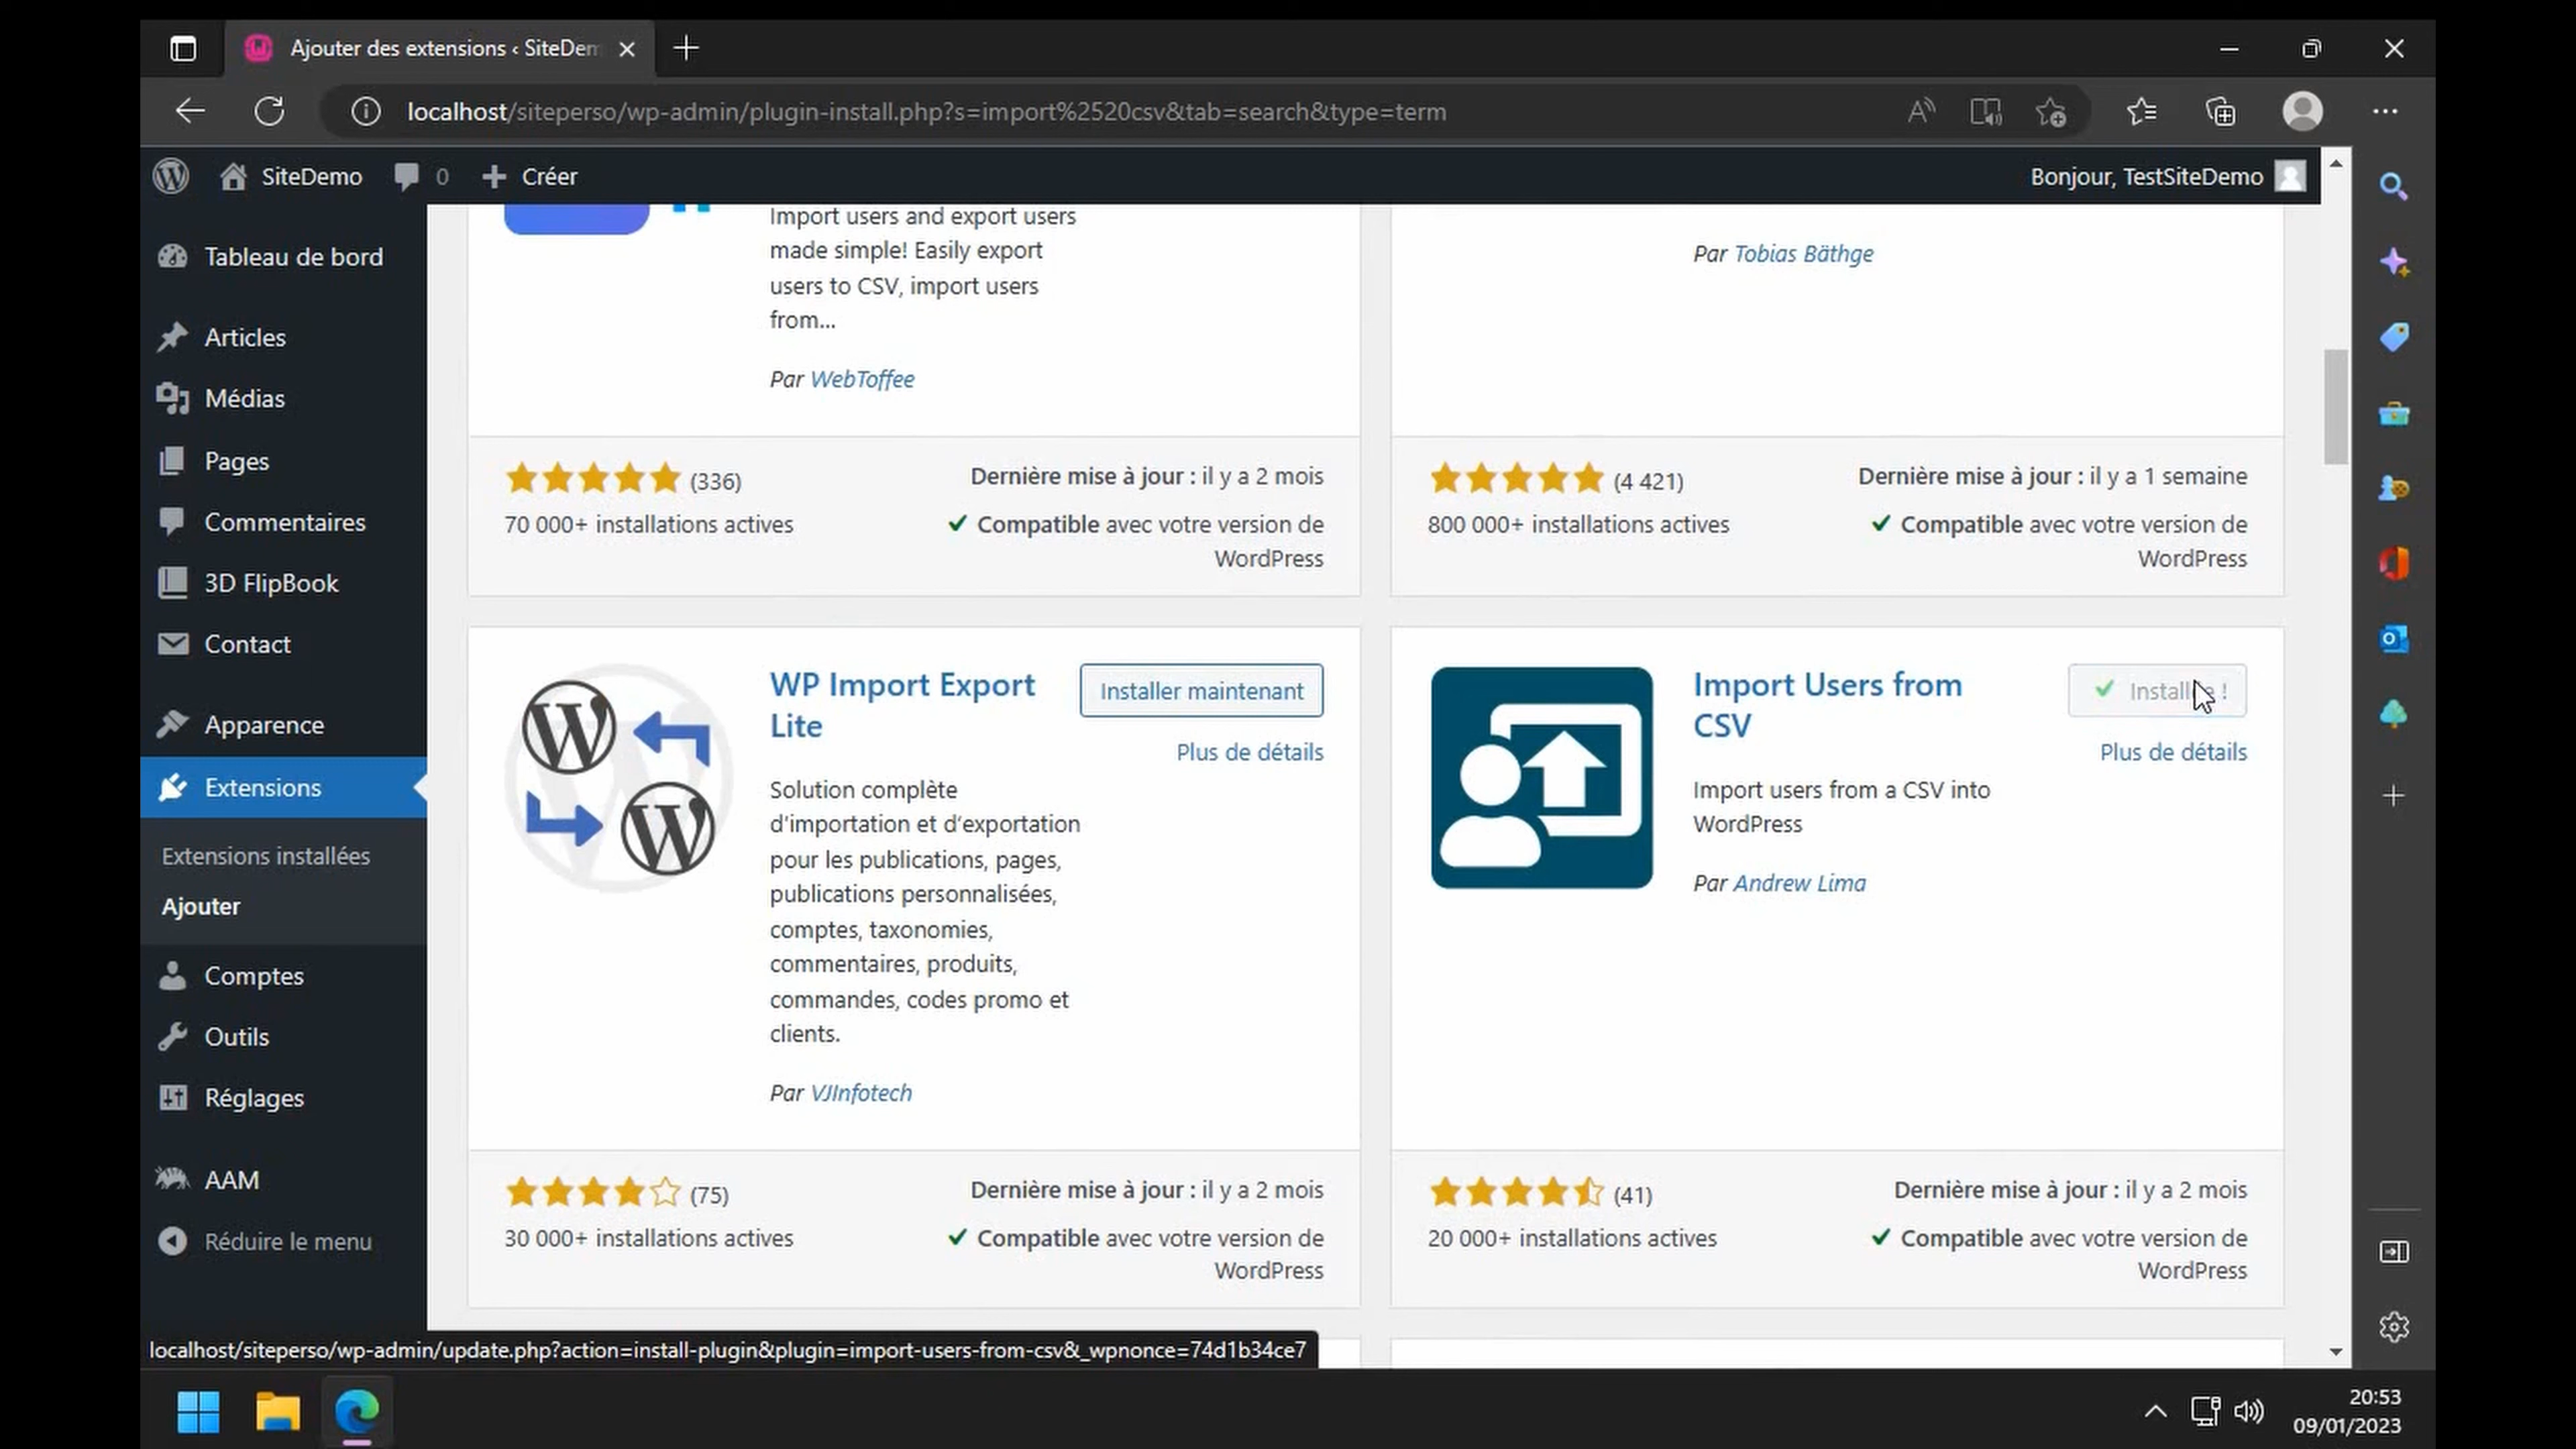 Ajouter des extensions ‹ SiteDem
localhost/siteperso/wp-admin/plugin-install.php?s=import%2520csv&tab=search&type=term
SiteDemo
0
Créer
Bonjour, TestSiteDemo
Tableau de bord
Articles
Médias
Pages
Commentaires
3D FlipBook
Contact
Apparence
Extensions
Extensions installées
Ajouter
Comptes
Outils
Réglages
AAM
Réduire le menu
Import users and export users
made simple! Easily export
users to CSV, import users
from...
Par WebToffee
(336)
70 000+ installations actives
Dernière mise à jour : il y a 2 mois
Compatible avec votre version de
WordPress
Par Tobias Bäthge
(4 421)
800 000+ installations actives
Dernière mise à jour : il y a 1 semaine
Compatible avec votre version de
WordPress
WP Import Export
Lite
Installer maintenant
Plus de détails
Solution complète
d'importation et d'exportation
pour les publications, pages,
publications personnalisées,
comptes, taxonomies,
commentaires, produits,
commandes, codes promo et
clients.
Par VJInfotech
(75)
30 000+ installations actives
Dernière mise à jour : il y a 2 mois
Compatible avec votre version de
WordPress
Import Users from
CSV
Plus de détails
Import users from a CSV into
WordPress
Par Andrew Lima
(41)
20 000+ installations actives
Dernière mise à jour : il y a 2 mois
Compatible avec votre version de
WordPress
localhost/siteperso/wp-admin/update.php?action=install-plugin&plugin=import-users-from-csv&_wpnonce=74d1b34ce7
20:53
09/01/2023